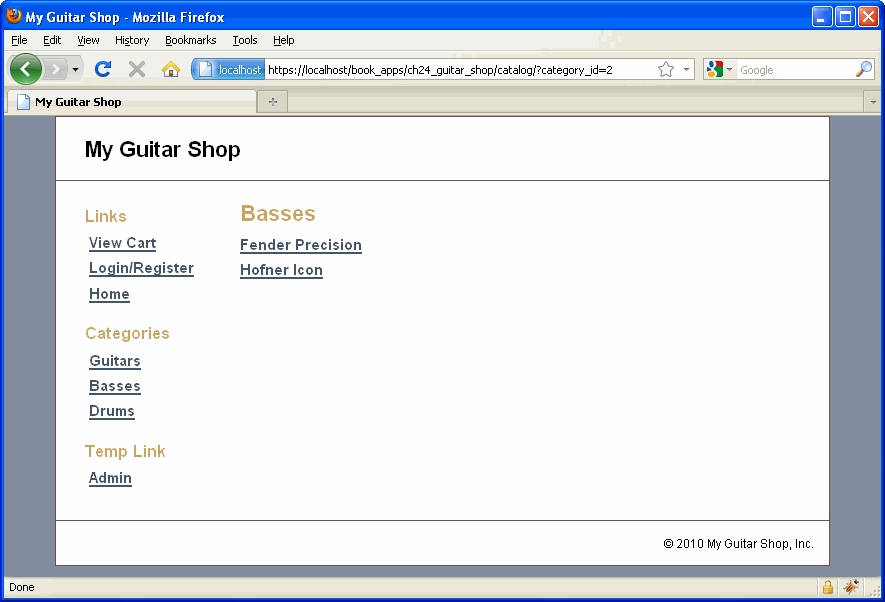 My Guitar Shop - Mozilla Firefox
File Edit View History Bookmarks Tools Help
localhost https://localhost/book_apps/ch24_guitar_shop/catalog/?category_id=2 Google
My Guitar Shop
My Guitar Shop
Links
View Cart
Login/Register
Home
Categories
Guitars
Basses
Drums
Temp Link
Admin
Basses
Fender Precision
Hofner Icon
© 2010 My Guitar Shop, Inc.
Done